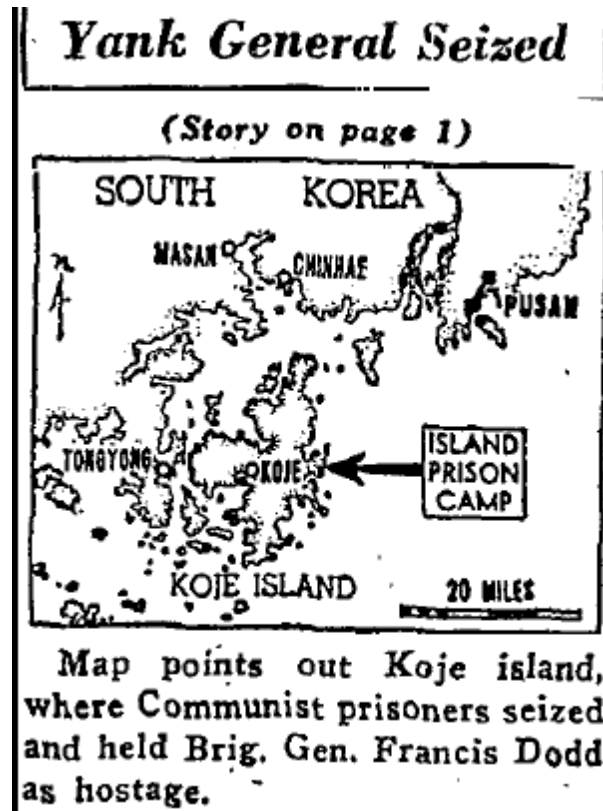 Yank General Seized
(Story on page 1)
SOUTH KOREA
MASAN
CHINHAE
PUSAN
n
TONGYONG
KOJE
ISLAND
PRISON
CAMP
KOJE ISLAND
20 MILES
Map points out Koje island,
where Communist prisoners seized
and held Brig. Gen. Francis Dodd
as hostage.